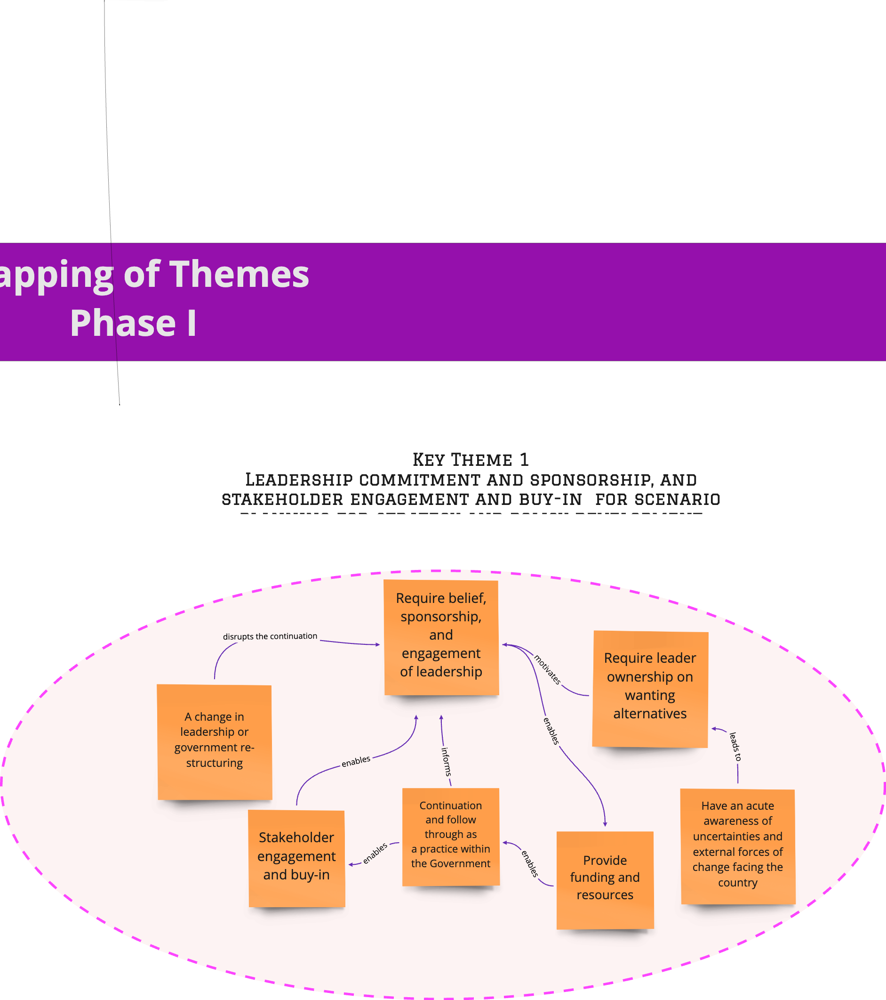 apping of Themes
Phase I
Key Theme 1
Leadership commitment and sponsorship, and
stakeholder engagement and buy-in for scenario
Require belief,
sponsorship,
and
engagement
of leadership
disrupts the continuation
motivates
Require leader
ownership on
wanting
alternatives
A change in
leadership or
government re-
structuring
enables
informs
enables
leads to
Stakeholder
engagement
and buy-in
enables
Continuation
and follow
through as
a practice within
the Government
enables
Provide
funding and
resources
Have an acute
awareness of
uncertainties and
external forces of
change facing the
country